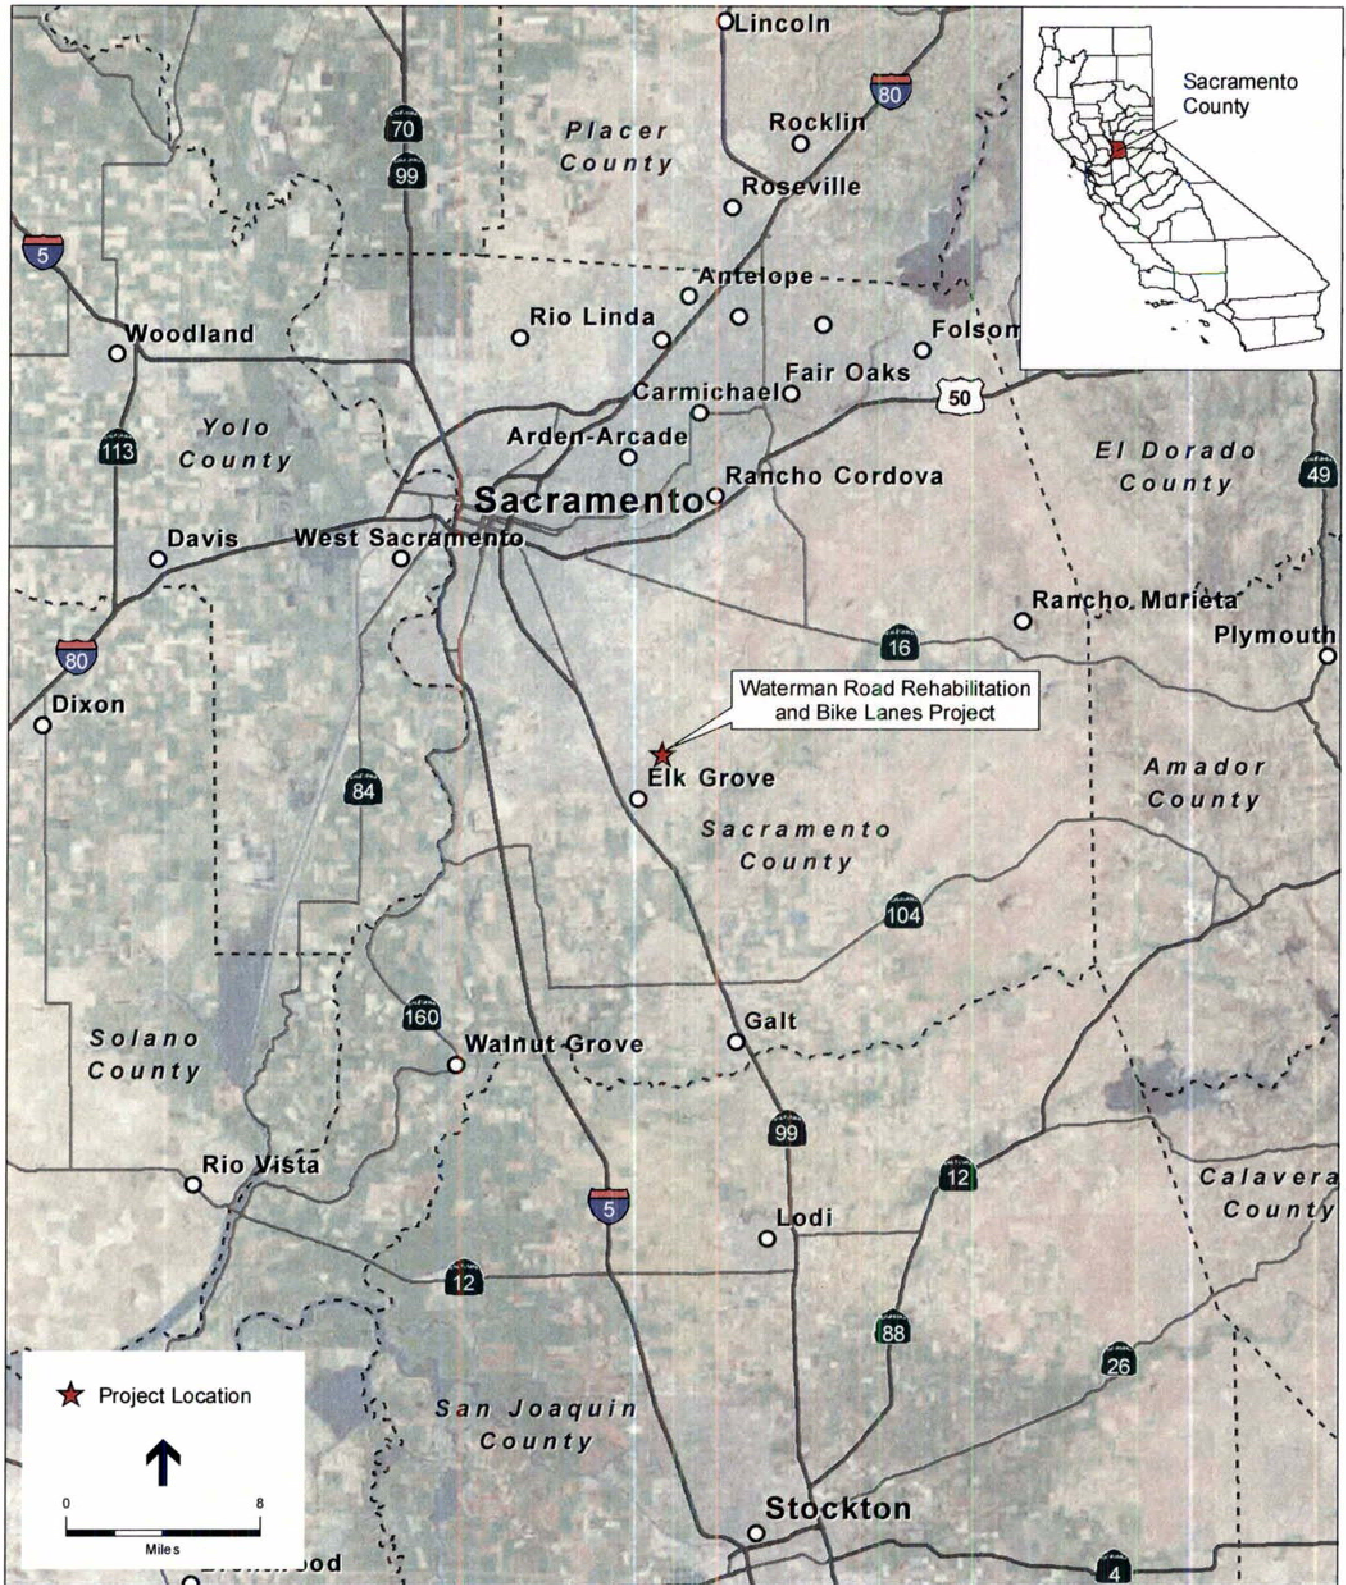 Lincoln
80
Sacramento
County
Rocklin
70
Placer
County
99
Roseville
5
Antelope
Rio Linda
Woodland
Folsom
Fair Oaks
Carmichael
50
Yolo
County
Arden-Arcade
113
El Dorado
County
49
Rancho Cordova
Sacramento
Davis
West Sacramento
Rancho Murieta
Plymouth
16
80
Waterman Road Rehabilitation
and Bike Lanes Project
Dixon
Elk Grove
84
Amador
County
Sacramento
County
104
160
Galt
Solano
County
Walnut Grove
99
Rio Vista
12
Calavera
County
5
Lodi
12
88
26
Project Location
San Joaquin
County
0 8
Miles
Stockton
4